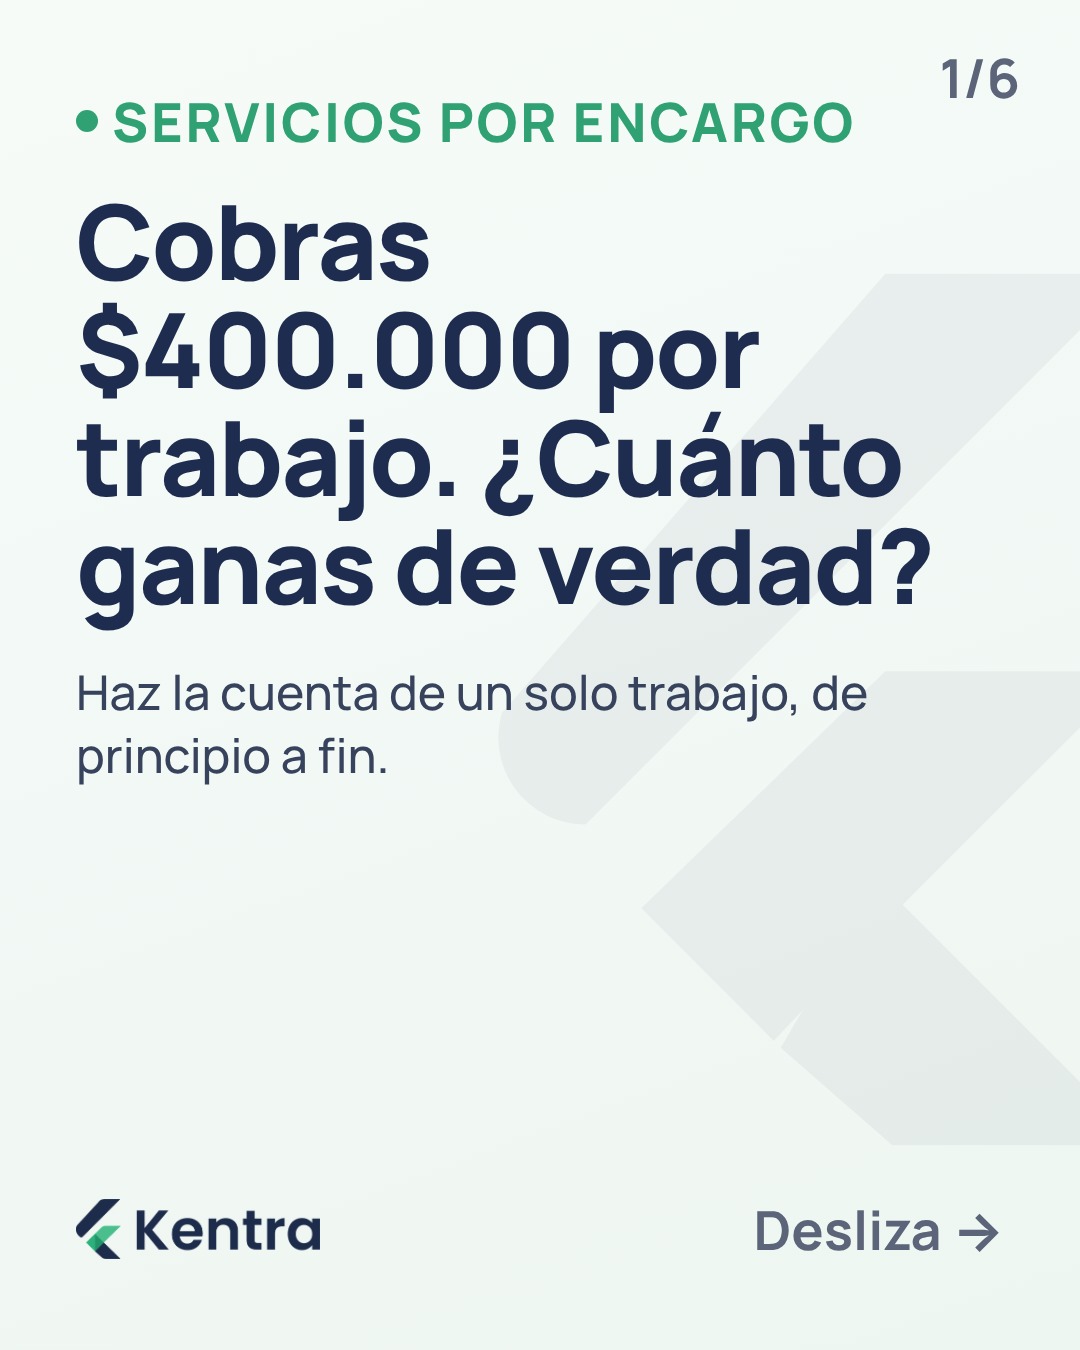 1/6
• SERVICIOS POR ENCARGO
Cobras
$400.000 por
trabajo. ¿Cuánto
ganas de verdad?
Haz la cuenta de un solo trabajo, de
principio a fin.
Kentra
Desliza →